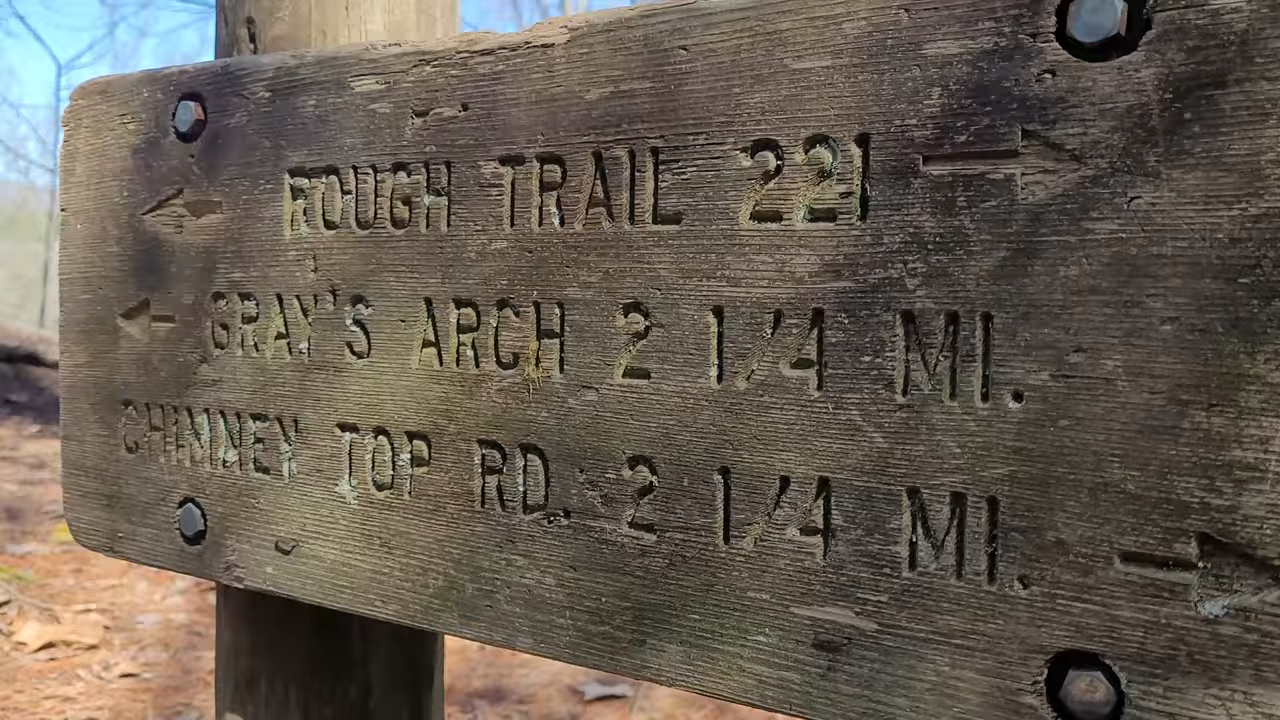 ← ROUGH TRAIL 221 →
← GRAY'S ARCH 2 1/4 MI.
CHIMNEY TOP RD. 2 1/4 MI. →